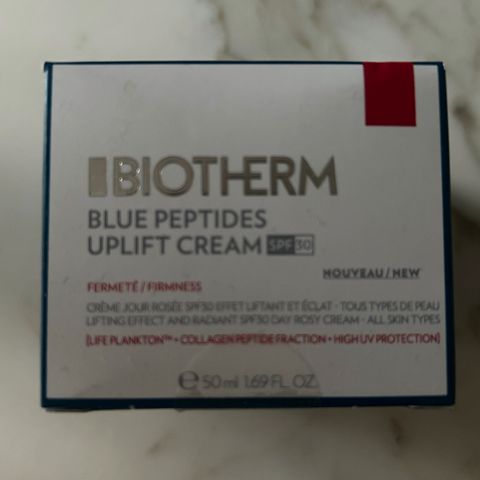 BIOTHERM
BLUE PEPTIDES
UPLIFT CREAM SPF 30
NOUVEAU / NEW
FERMETÉ / FIRMNESS
CRÈME JOUR ROSÉE SPF30 EFFET LIFTANT ET ÉCLAT · TOUS TYPES DE PEAU
LIFTING EFFECT AND RADIANT SPF30 DAY ROSY CREAM · ALL SKIN TYPES
[LIFE PLANKTON™ + COLLAGEN PEPTIDE FRACTION + HIGH UV PROTECTION]
℮ 50 ml 1.69 FL. OZ.